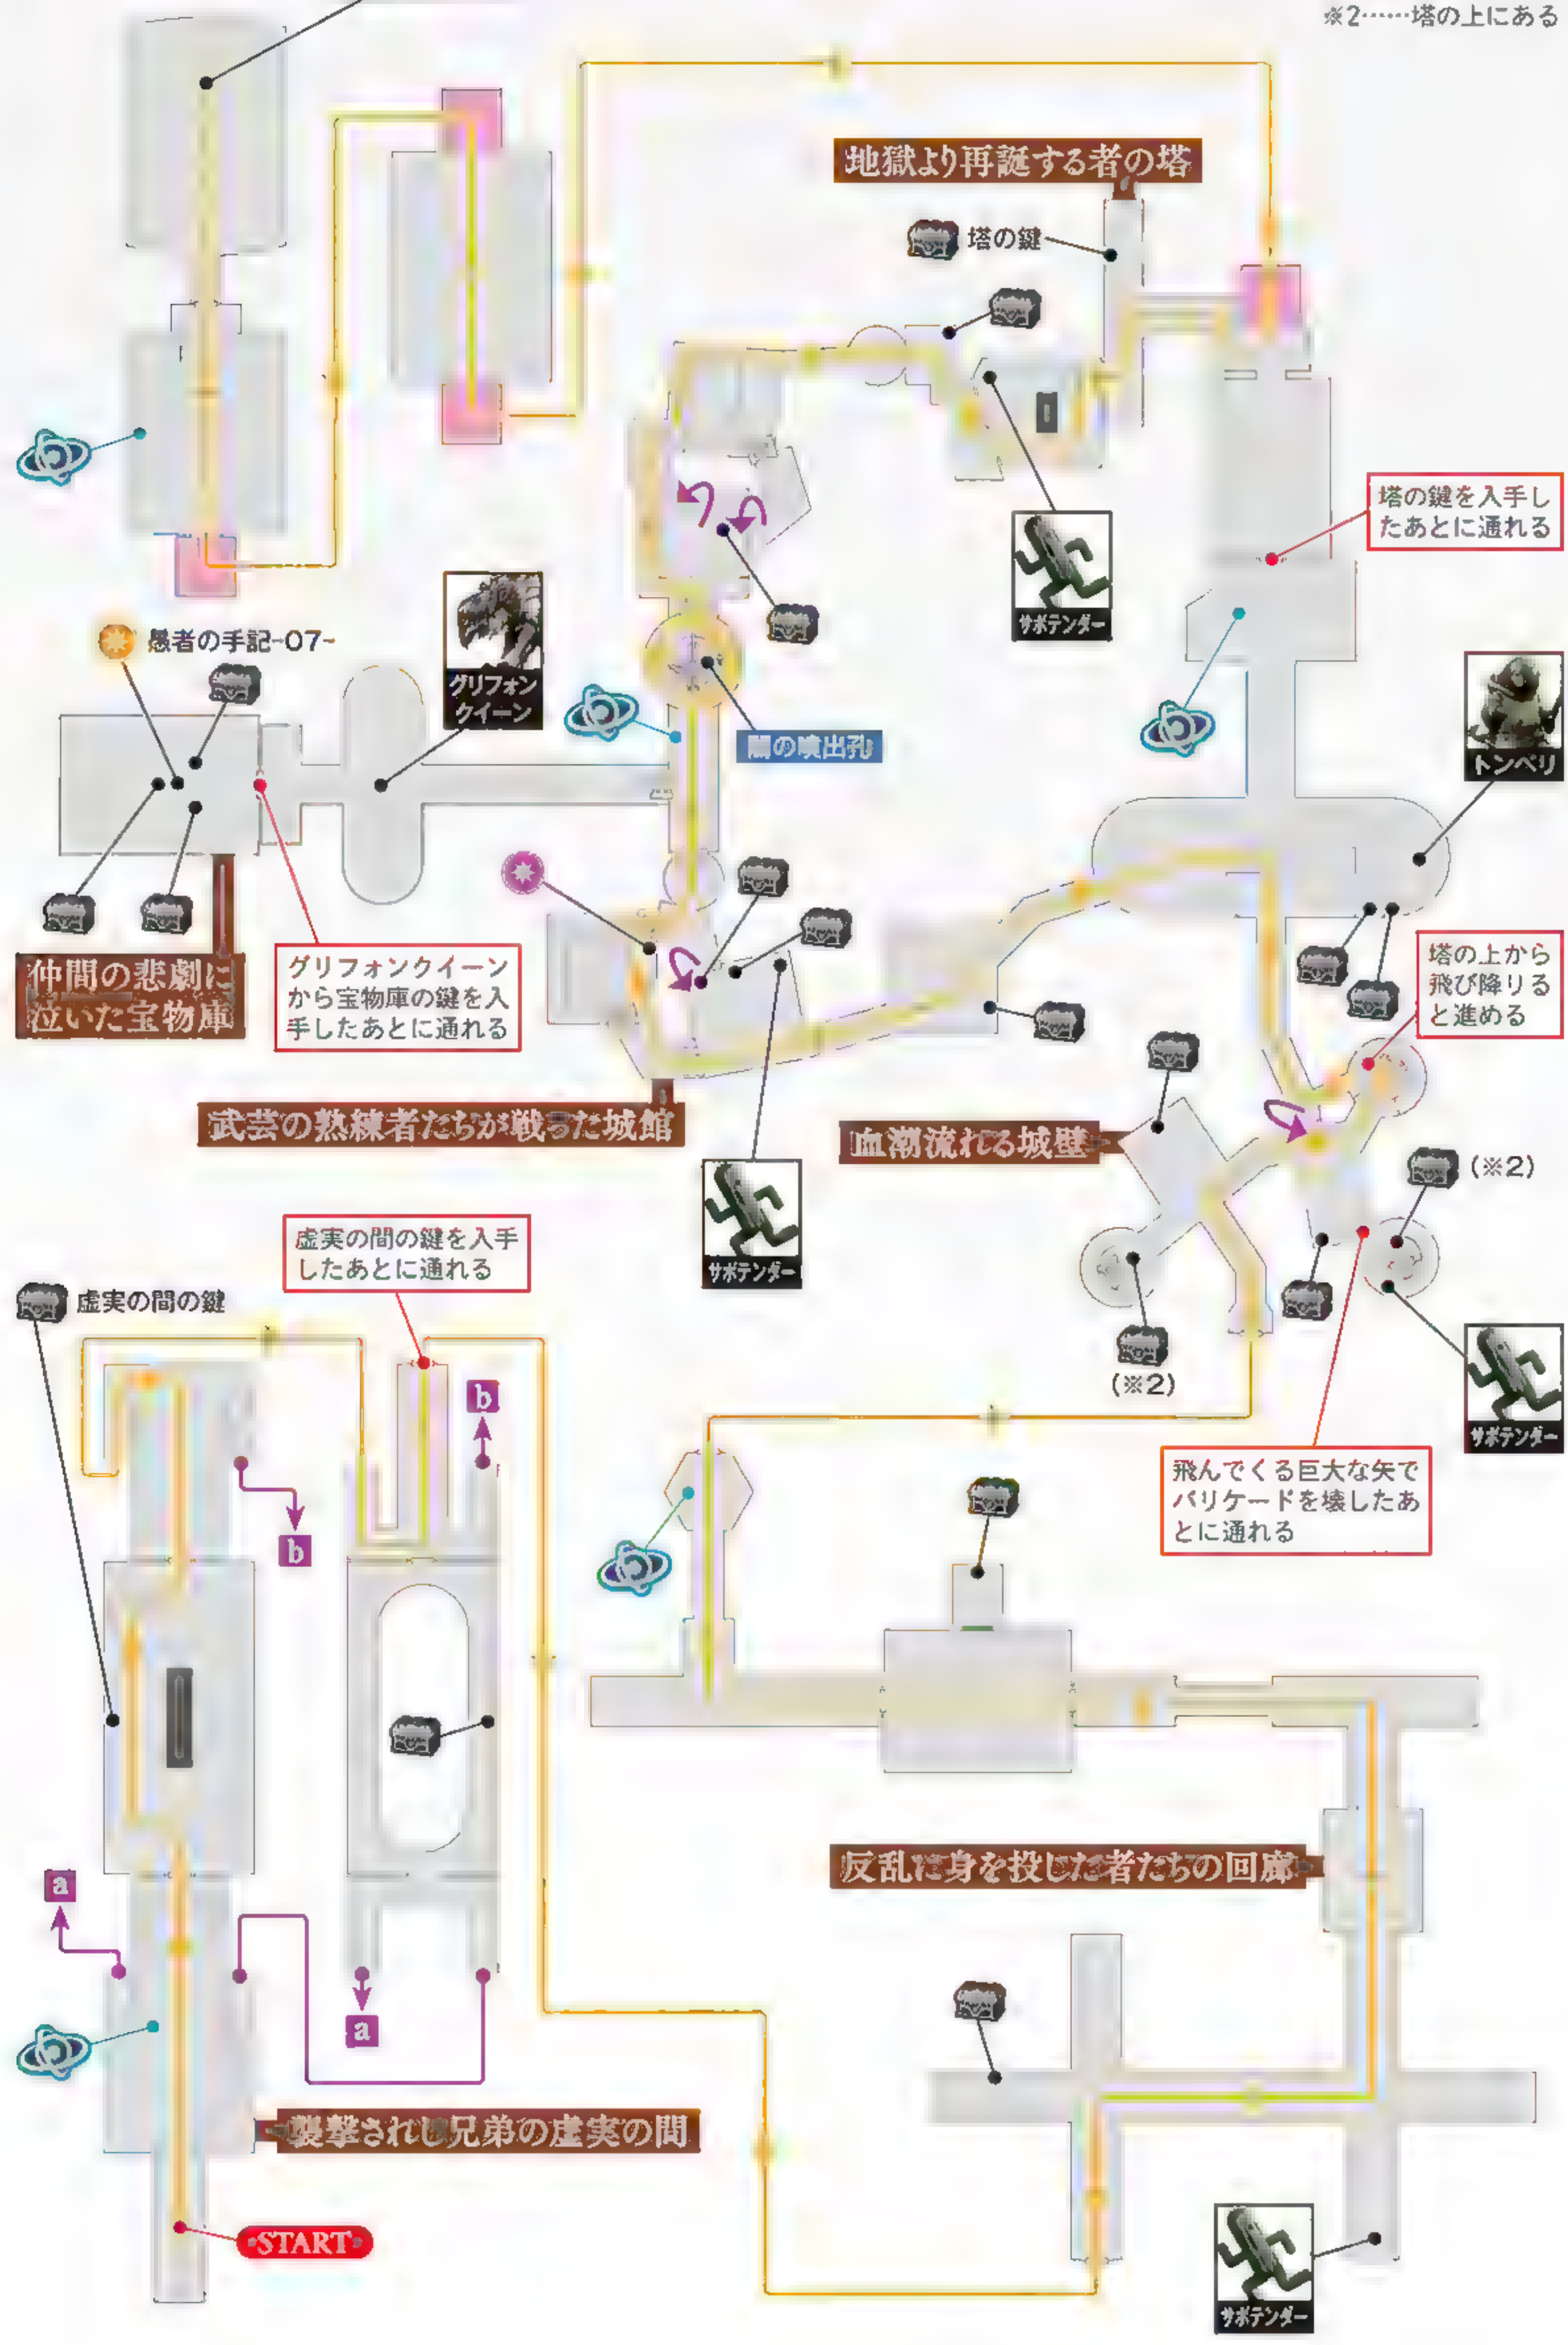 ※2……塔の上にある
地獄より再誕する者の塔
塔の鍵
塔の鍵を入手し
たあとに通れる
サボテンダー
愚者の手記-07-
グリフォン
クイーン
闇の噴出孔
トンベリ
仲間の悲劇に
泣いた宝物庫
グリフォンクイーン
から宝物庫の鍵を入
手したあとに通れる
塔の上から
飛び降りる
と進める
武芸の熟練者たちが戦った城館
血潮流れる城壁
(※2)
サボテンダー
虚実の間の鍵を入手
したあとに通れる
虚実の間の鍵
(※2)
サボテンダー
b
飛んでくる巨大な矢で
バリケードを壊したあ
とに通れる
b
反乱に身を投じた者たちの回廊
a
a
襲撃されし兄弟の虚実の間
START
サボテンダー